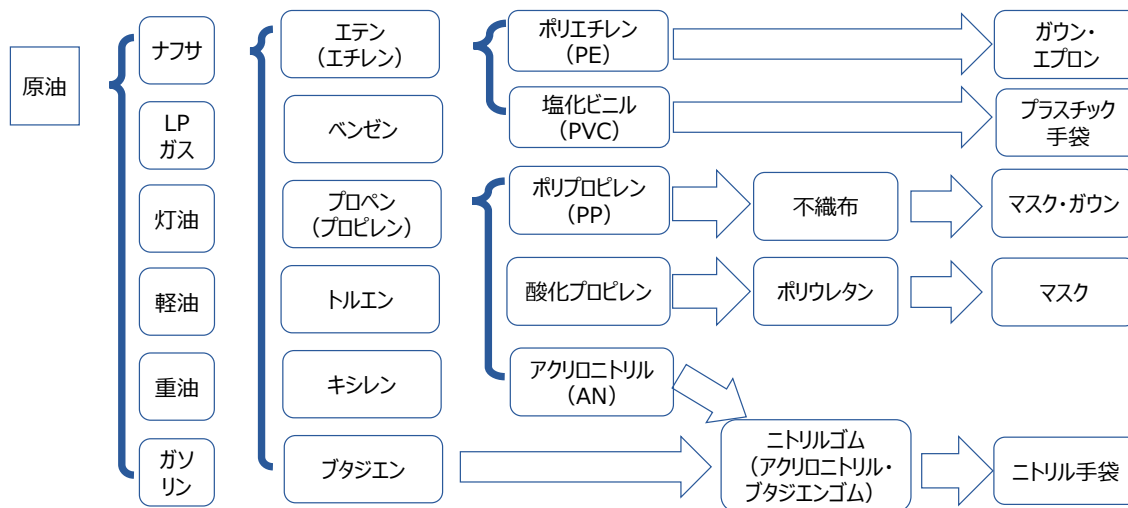 原油
ナフサ
LP
ガス
灯油
軽油
重油
ガソ
リン
エテン
（エチレン）
ベンゼン
プロペン
（プロピレン）
トルエン
キシレン
ブタジエン
ポリエチレン
（PE）
塩化ビニル
（PVC）
ポリプロピレン
（PP）
酸化プロピレン
アクリロニトリル
（AN）
不織布
ポリウレタン
ニトリルゴム
（アクリロニトリル・
ブタジエンゴム）
ガウン・
エプロン
プラスチック
手袋
マスク・ガウン
マスク
ニトリル手袋